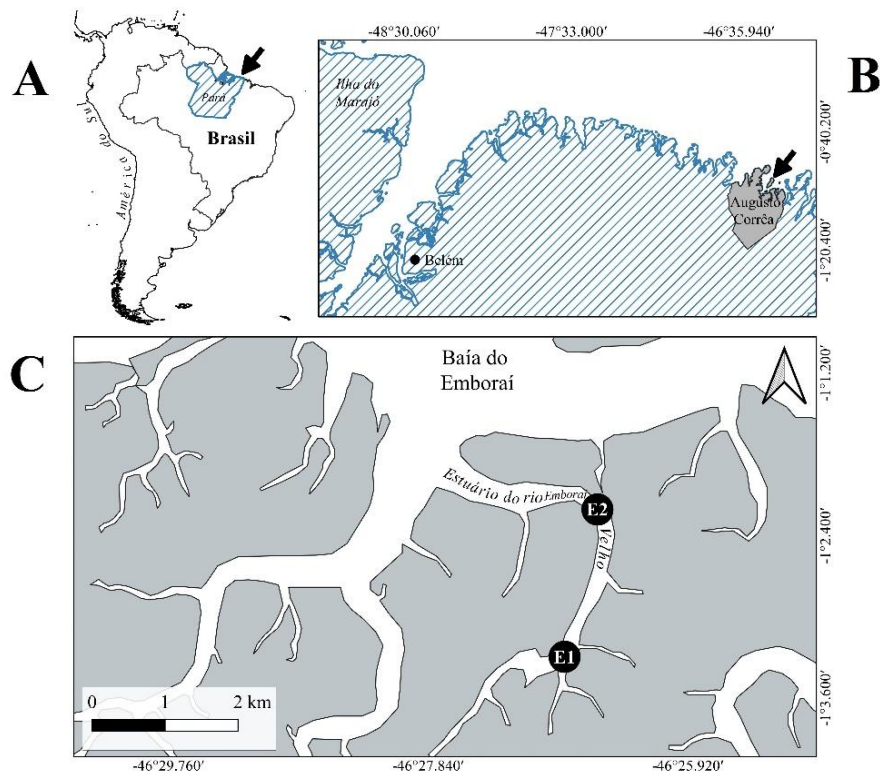 A
América do Sul
Pará
Brasil
B
-48°30.060'
-47°33.000'
-46°35.940'
Ilha do
Marajó
Belém
Augusto
Corrêa
-0°40.200'
-1°20.400'
C
Baía do
Emboraí
Estuário do rio Emboraí
Velho
E2
E1
0 1 2 km
-1°1.200'
-1°2.400'
-1°3.600'
-46°29.760'
-46°27.840'
-46°25.920'